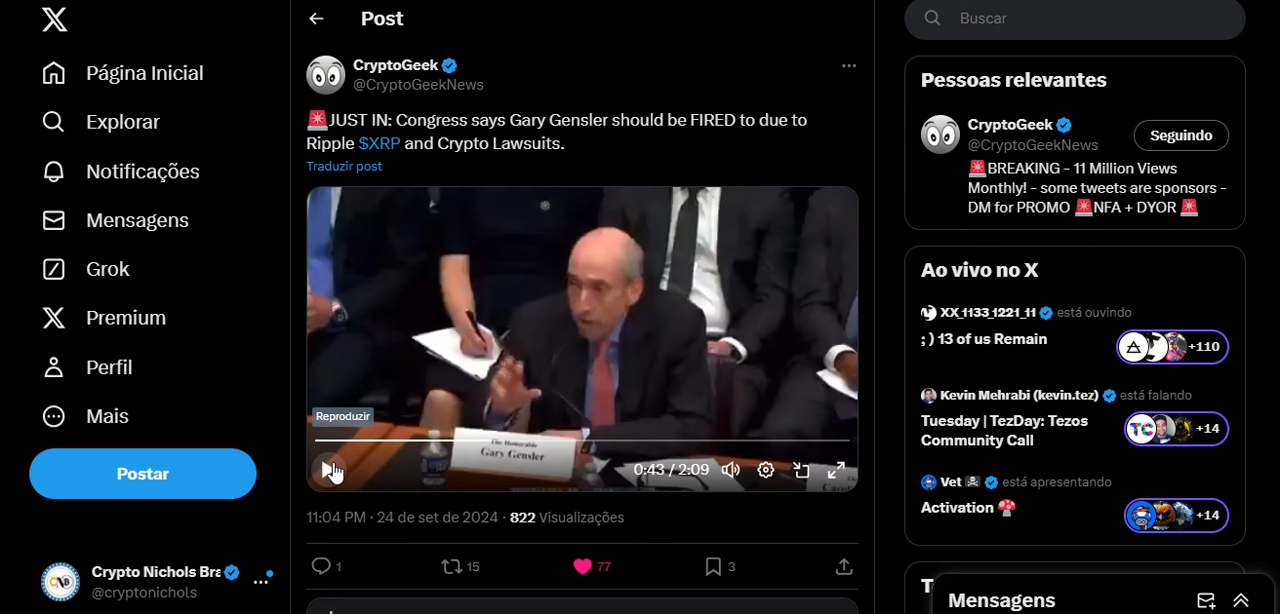 Página Inicial
Explorar
Notificações
Mensagens
Grok
Premium
Perfil
Mais
Postar
Crypto Nichols Bra
@cryptonichols
Post
CryptoGeek
@CryptoGeekNews
🚨JUST IN: Congress says Gary Gensler should be FIRED to due to
Ripple $XRP and Crypto Lawsuits.
Traduzir post
The Honorable
Gary Gensler
Reproduzir
0:43 / 2:09
11:04 PM · 24 de set de 2024 · 822 Visualizações
1
15
77
3
Buscar
Pessoas relevantes
CryptoGeek
@CryptoGeekNews
Seguindo
🚨BREAKING - 11 Million Views
Monthly! - some tweets are sponsors -
DM for PROMO 🚨NFA + DYOR 🚨
Ao vivo no X
XX_1133_1221_11 está ouvindo
; ) 13 of us Remain
+110
Kevin Mehrabi (kevin.tez) está falando
Tuesday | TezDay: Tezos
Community Call
+14
Vet ☠️ está apresentando
Activation 🍄
+14
Mensagens